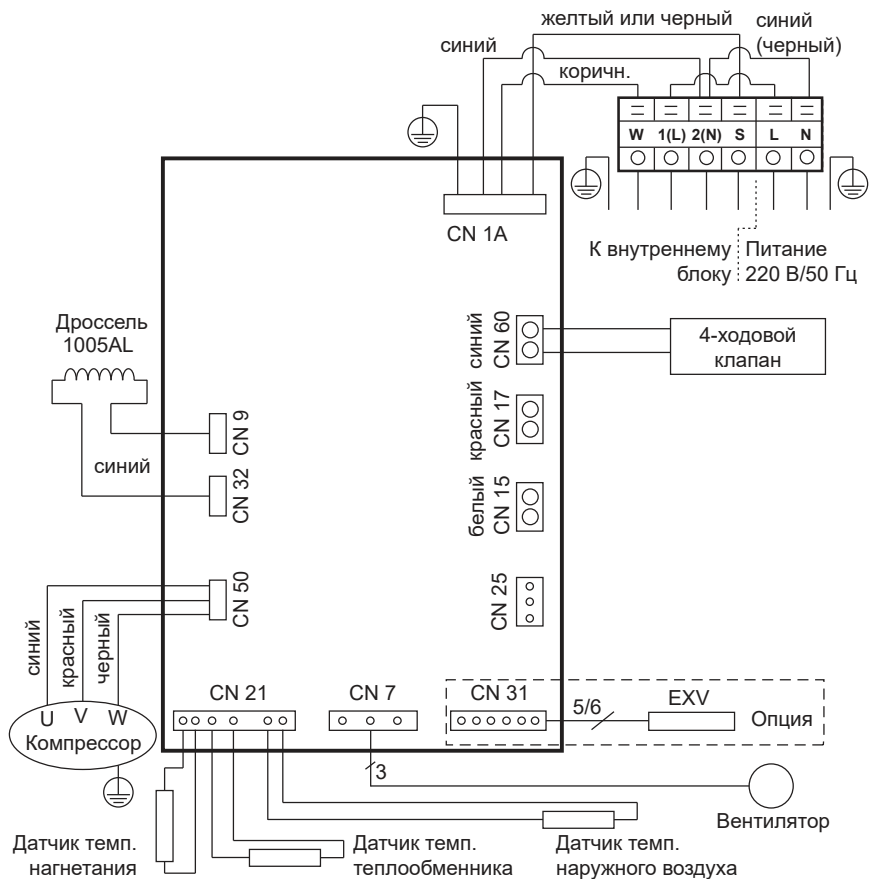 желтый или черный
синий
(черный)
синий
коричн.
W 1(L) 2(N) S L N
CN 1A
К внутреннему
блоку
Питание
220 В/50 Гц
Дроссель
1005AL
синий
CN 9
CN 32
синий
CN 60
4-ходовой
клапан
красный
CN 17
белый
CN 15
CN 25
CN 50
синий
красный
черный
U V W
Компрессор
CN 21
CN 7
CN 31
5/6
EXV
Опция
3
Вентилятор
Датчик темп.
нагнетания
Датчик темп.
теплообменника
Датчик темп.
наружного воздуха